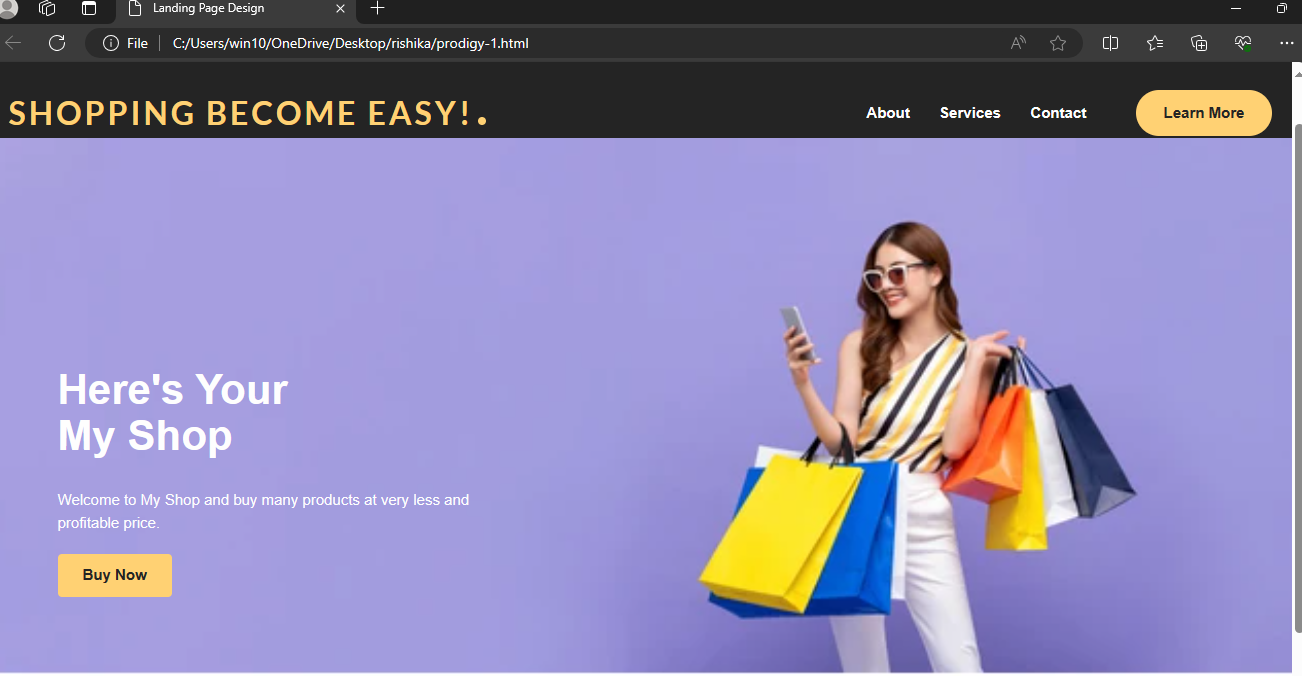 Landing Page Design
File
C:/Users/win10/OneDrive/Desktop/rishika/prodigy-1.html
SHOPPING BECOME EASY!.
About
Services
Contact
Learn More
Here's Your
My Shop
Welcome to My Shop and buy many products at very less and
profitable price.
Buy Now